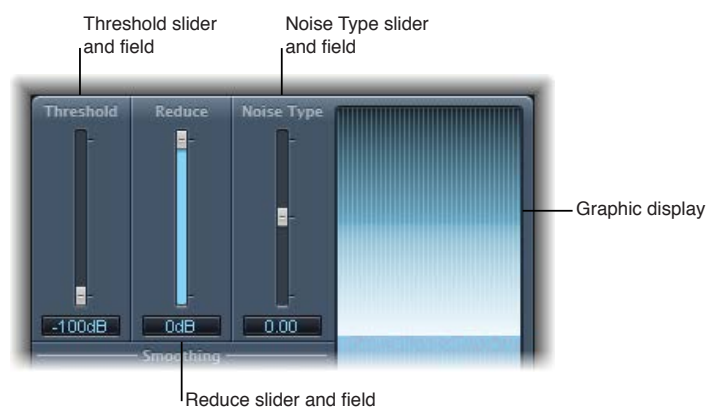 Threshold slider
and field
Noise Type slider
and field
Threshold
Reduce
Noise Type
Graphic display
-100dB
0dB
0.00
Smoothing
Reduce slider and field